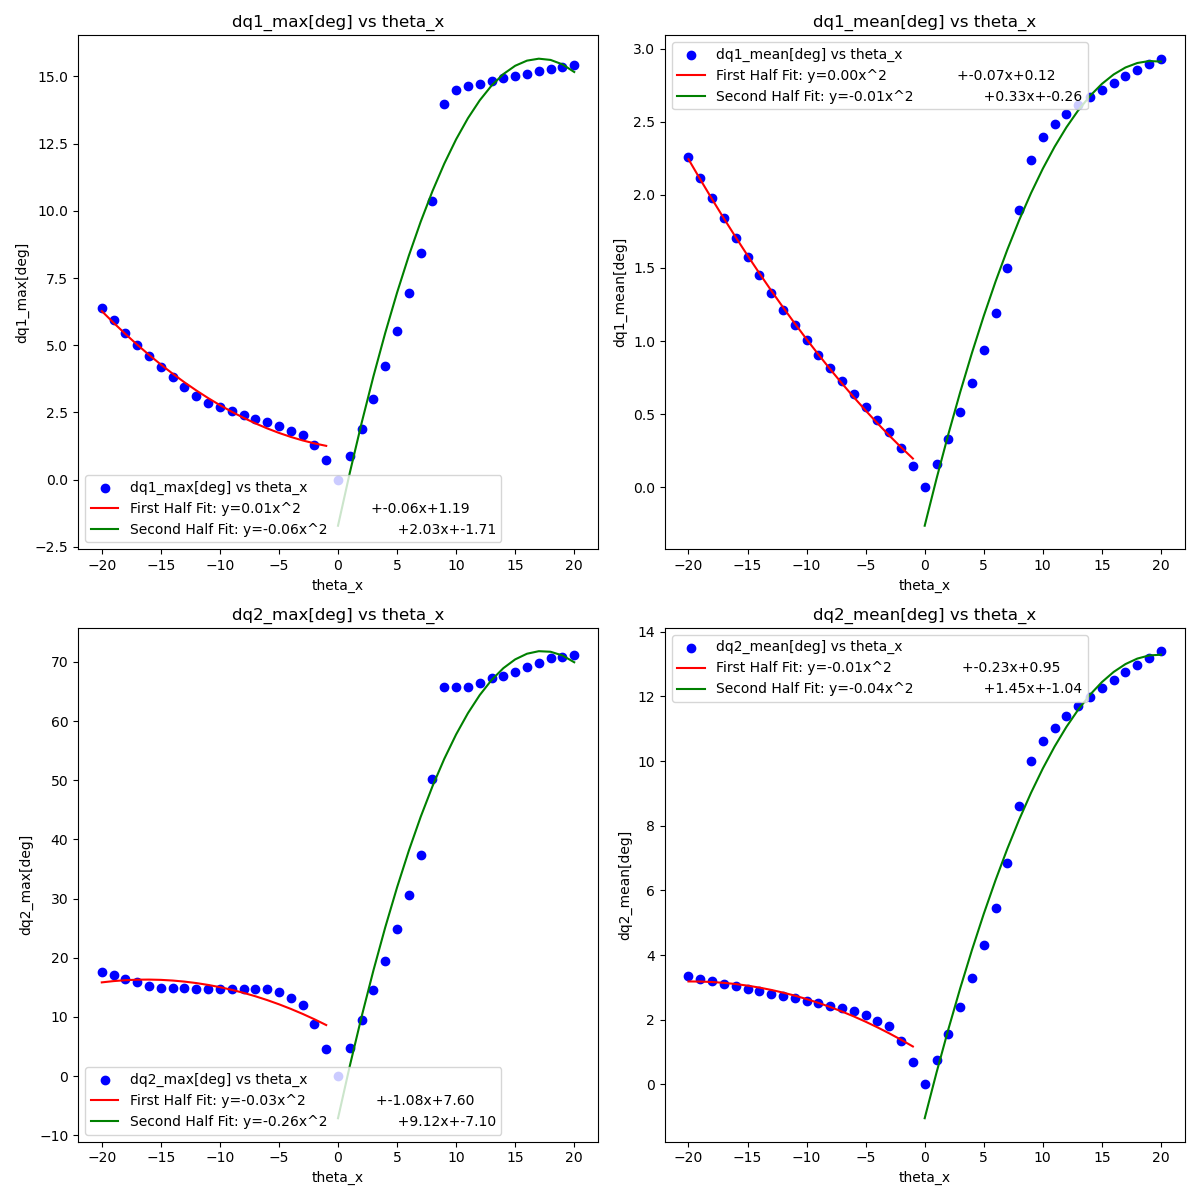 dq1_max[deg] vs theta_x
dq1_max[deg]
15.0
12.5
10.0
7.5
5.0
2.5
0.0
−2.5
dq1_max[deg] vs theta_x
First Half Fit: y=0.01x^2 +-0.06x+1.19
Second Half Fit: y=-0.06x^2 +2.03x+-1.71
−20 −15 −10 −5 0 5 10 15 20
theta_x
dq1_mean[deg] vs theta_x
dq1_mean[deg]
3.0
2.5
2.0
1.5
1.0
0.5
0.0
dq1_mean[deg] vs theta_x
First Half Fit: y=0.00x^2 +-0.07x+0.12
Second Half Fit: y=-0.01x^2 +0.33x+-0.26
−20 −15 −10 −5 0 5 10 15 20
theta_x
dq2_max[deg] vs theta_x
dq2_max[deg]
70
60
50
40
30
20
10
0
−10
dq2_max[deg] vs theta_x
First Half Fit: y=-0.03x^2 +-1.08x+7.60
Second Half Fit: y=-0.26x^2 +9.12x+-7.10
−20 −15 −10 −5 0 5 10 15 20
theta_x
dq2_mean[deg] vs theta_x
dq2_mean[deg]
14
12
10
8
6
4
2
0
dq2_mean[deg] vs theta_x
First Half Fit: y=-0.01x^2 +-0.23x+0.95
Second Half Fit: y=-0.04x^2 +1.45x+-1.04
−20 −15 −10 −5 0 5 10 15 20
theta_x